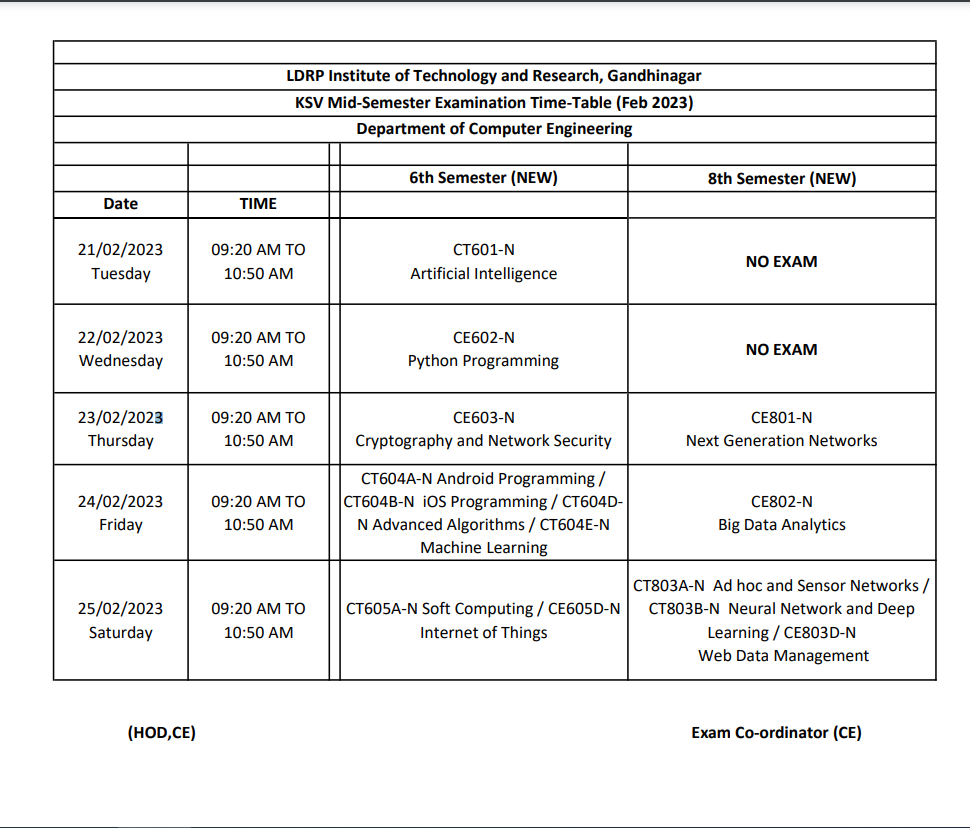 LDRP Institute of Technology and Research, Gandhinagar
KSV Mid-Semester Examination Time-Table (Feb 2023)
Department of Computer Engineering
6th Semester (NEW)
8th Semester (NEW)
Date
TIME
21/02/2023
Tuesday
09:20 AM TO
10:50 AM
CT601-N
Artificial Intelligence
NO EXAM
22/02/2023
Wednesday
09:20 AM TO
10:50 AM
CE602-N
Python Programming
NO EXAM
23/02/2023
Thursday
09:20 AM TO
10:50 AM
CE603-N
Cryptography and Network Security
CE801-N
Next Generation Networks
24/02/2023
Friday
09:20 AM TO
10:50 AM
CT604A-N Android Programming /
CT604B-N  iOS Programming / CT604D-
N Advanced Algorithms / CT604E-N
Machine Learning
CE802-N
Big Data Analytics
25/02/2023
Saturday
09:20 AM TO
10:50 AM
CT605A-N Soft Computing / CE605D-N
Internet of Things
CT803A-N  Ad hoc and Sensor Networks /
CT803B-N  Neural Network and Deep
Learning / CE803D-N
Web Data Management
(HOD,CE)
Exam Co-ordinator (CE)